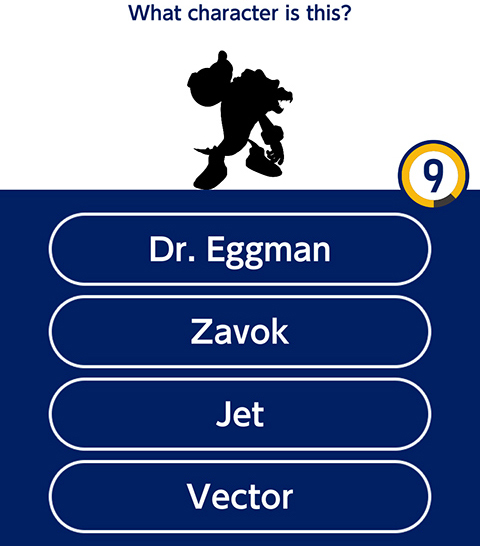 What character is this?
9
Dr. Eggman
Zavok
Jet
Vector